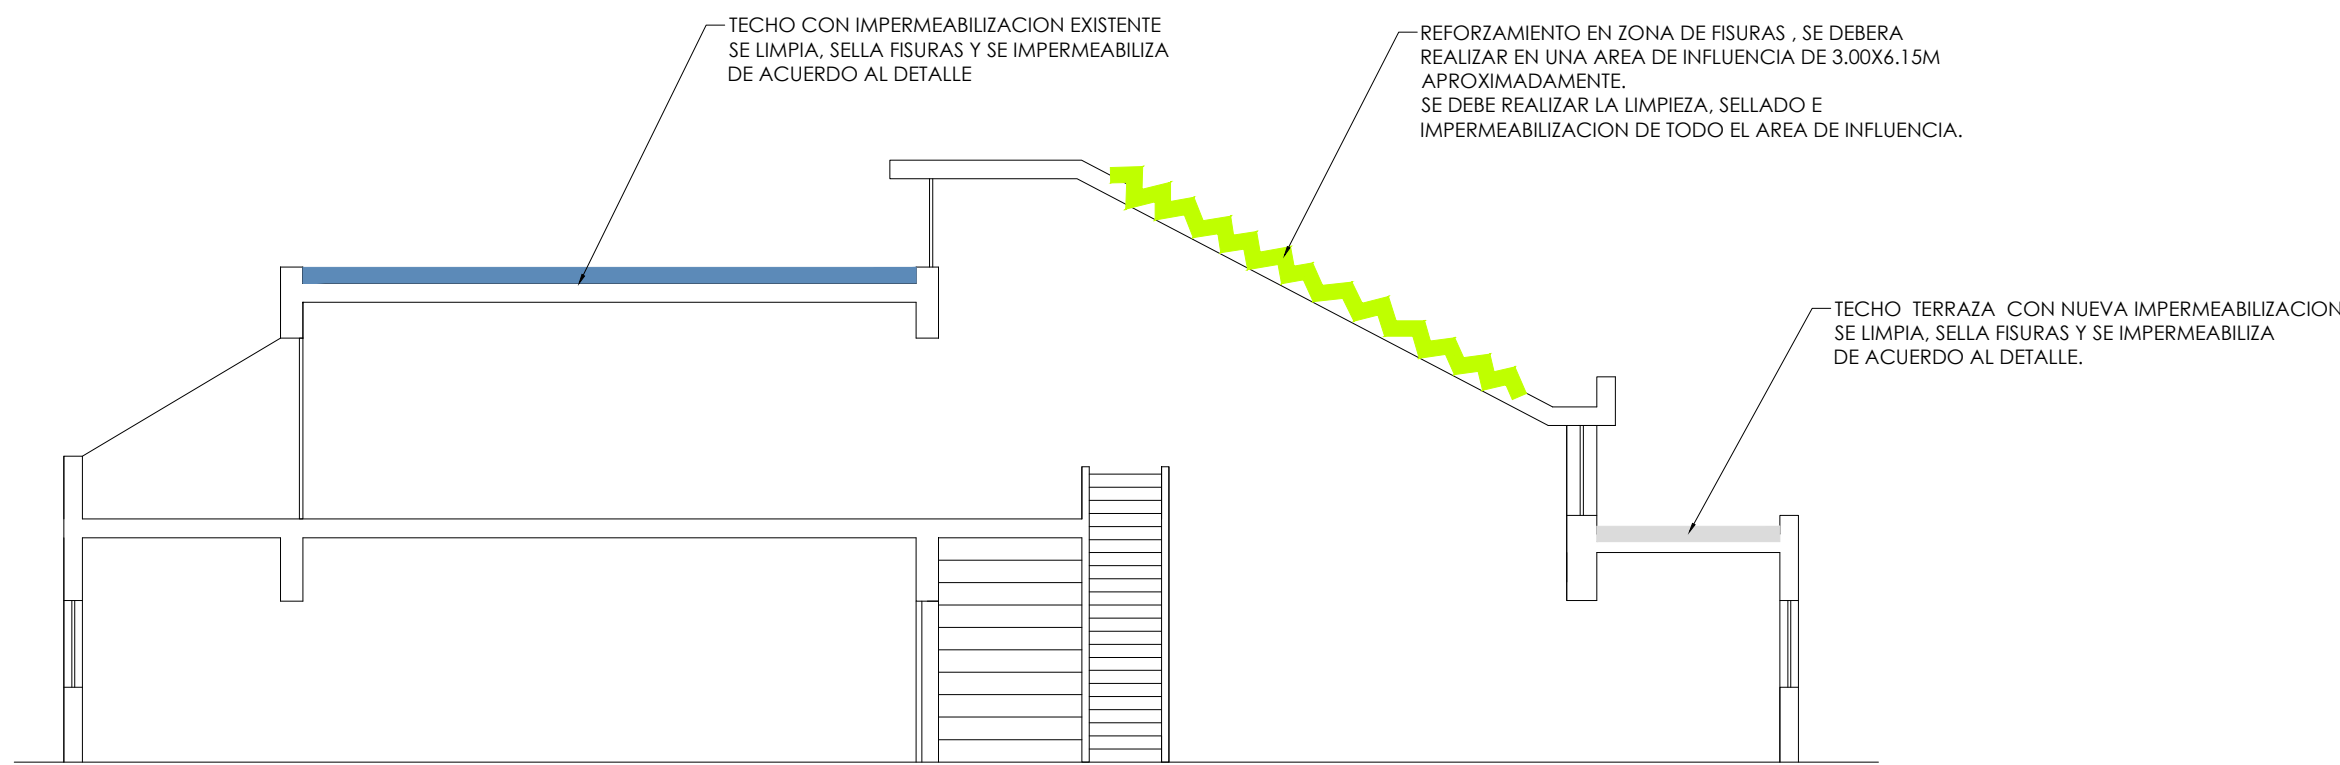 TECHO CON IMPERMEABILIZACION EXISTENTE
SE LIMPIA, SELLA FISURAS Y SE IMPERMEABILIZA
DE ACUERDO AL DETALLE
REFORZAMIENTO EN ZONA DE FISURAS , SE DEBERA
REALIZAR EN UNA AREA DE INFLUENCIA DE 3.00X6.15M
APROXIMADAMENTE.
SE DEBE REALIZAR LA LIMPIEZA, SELLADO E
IMPERMEABILIZACION DE TODO EL AREA DE INFLUENCIA.
TECHO TERRAZA CON NUEVA IMPERMEABILIZACION
SE LIMPIA, SELLA FISURAS Y SE IMPERMEABILIZA
DE ACUERDO AL DETALLE.